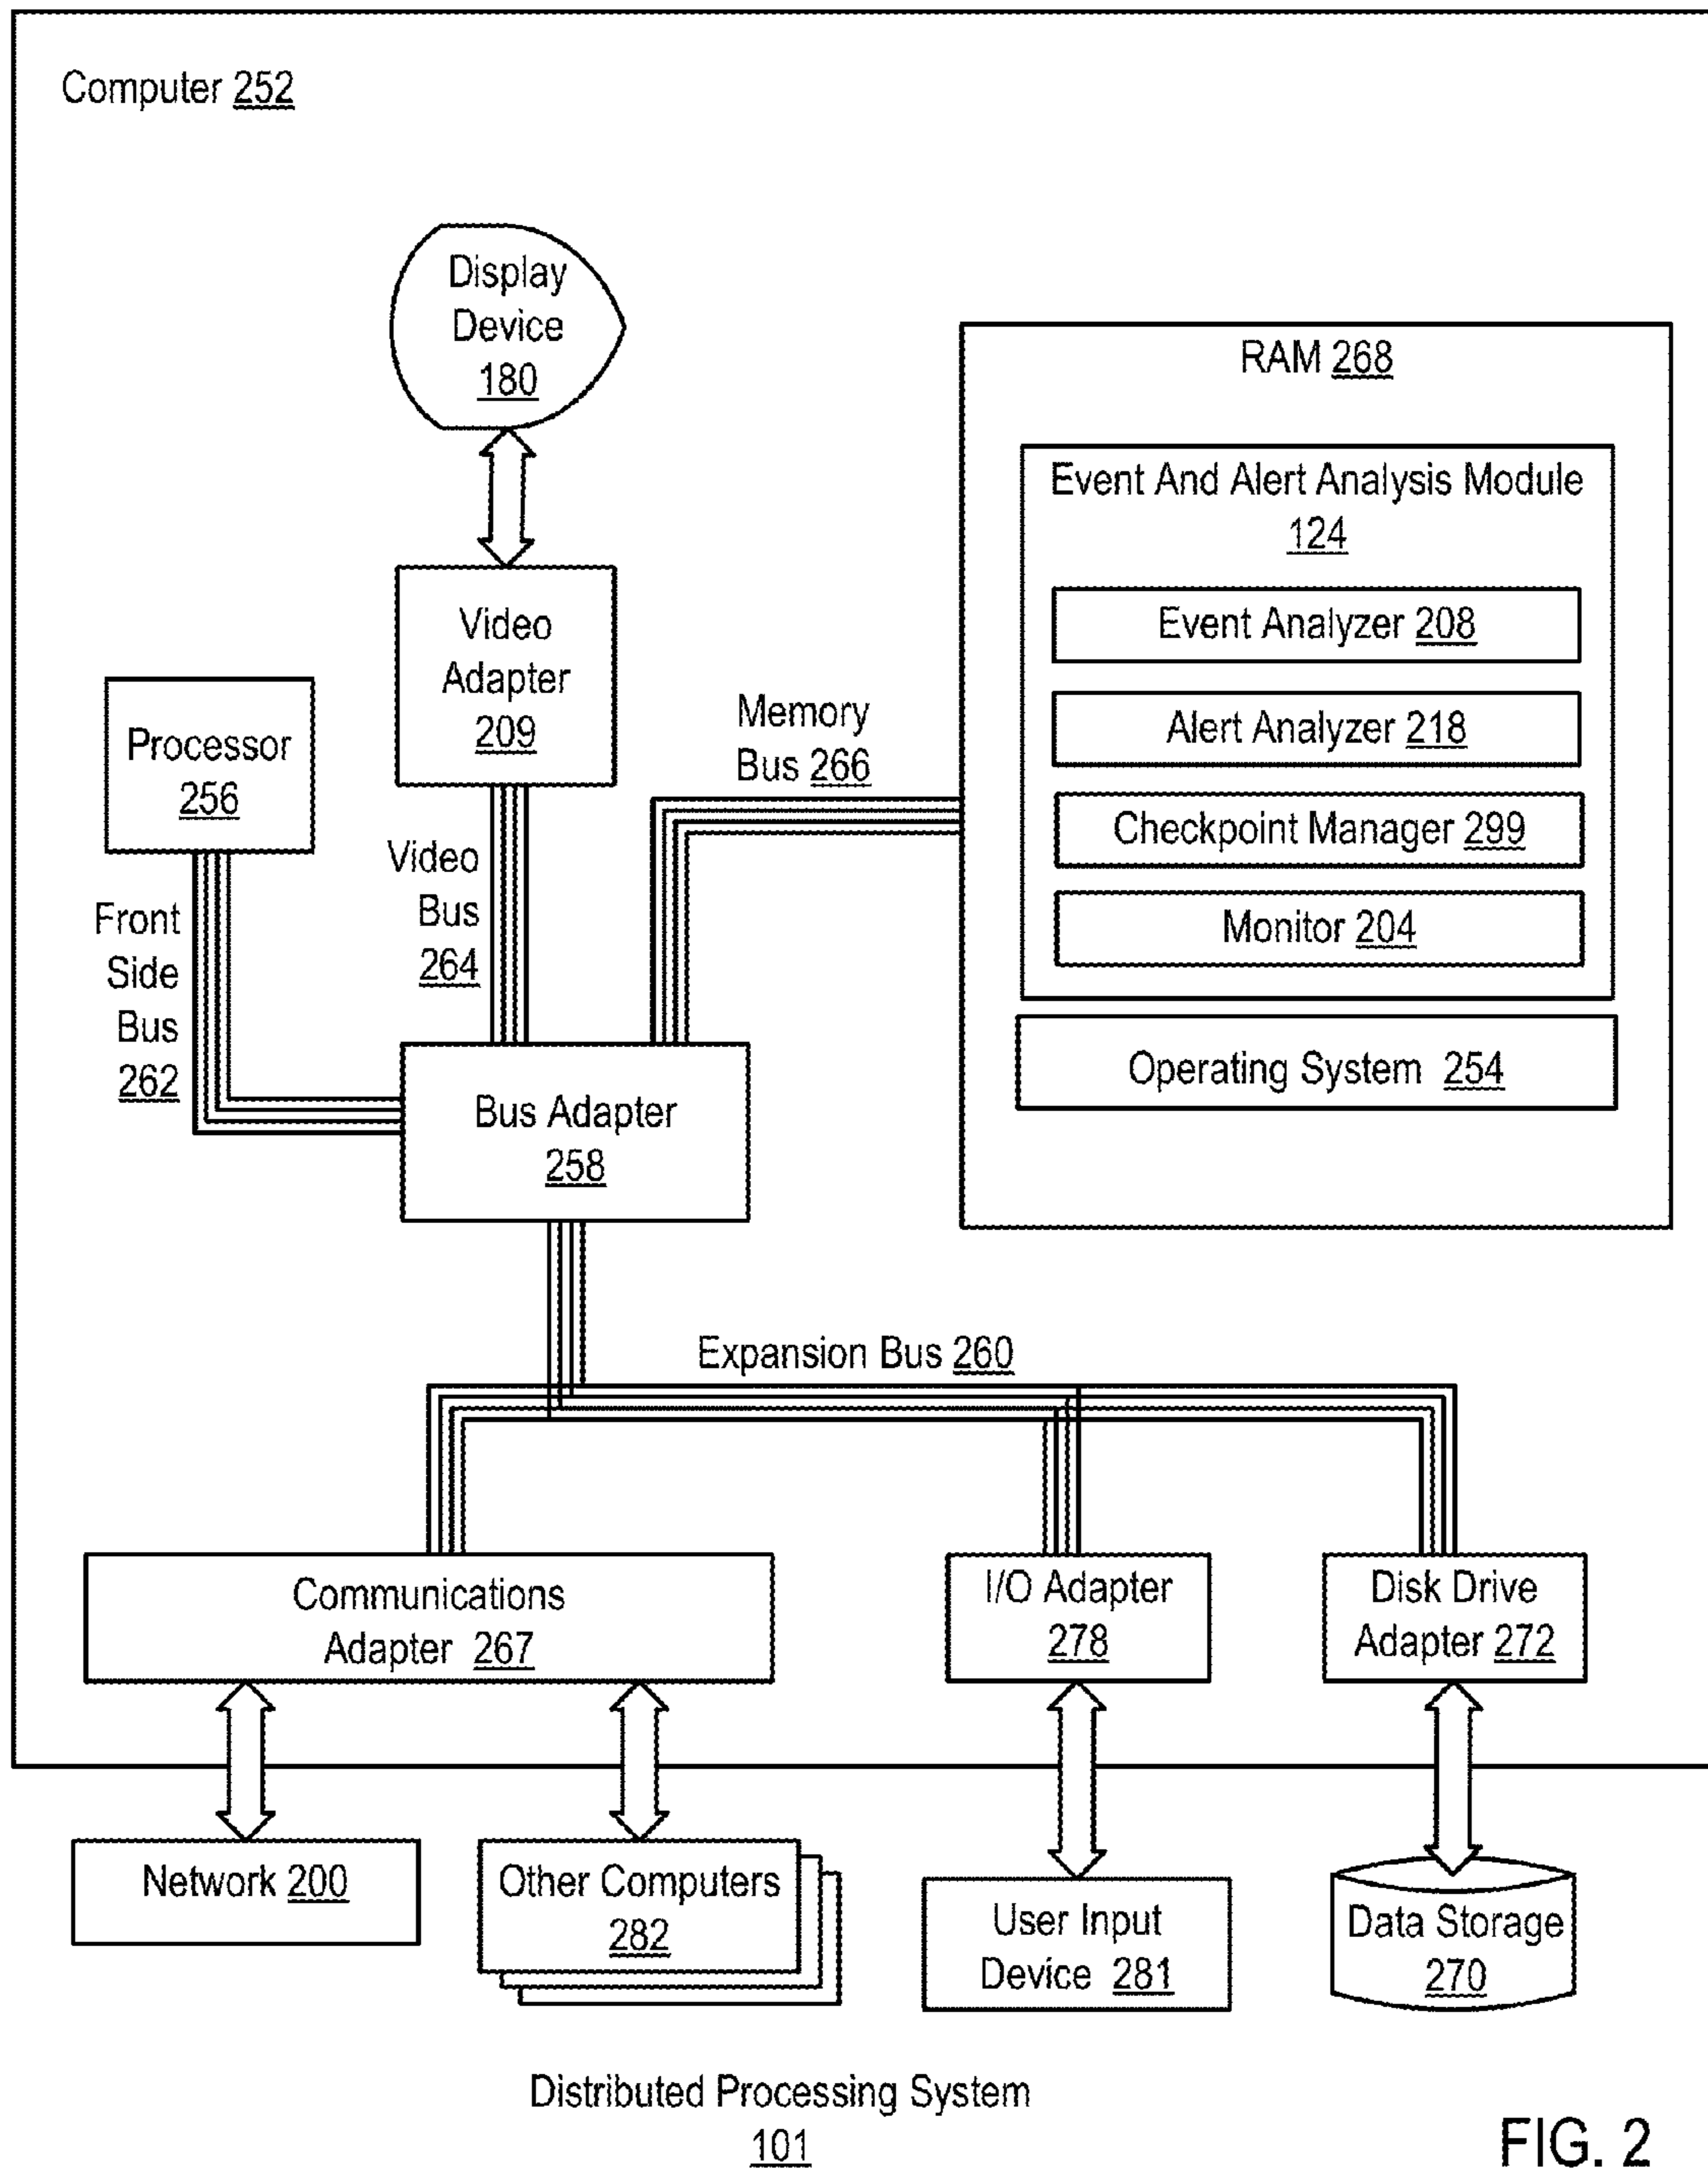 Computer 252
Display
Device
180
RAM 268
Event And Alert Analysis Module
124
Event Analyzer 208
Alert Analyzer 218
Checkpoint Manager 299
Monitor 204
Operating System 254
Video
Adapter
209
Processor
256
Memory
Bus 266
Video
Bus
264
Front
Side
Bus
262
Bus Adapter
258
Expansion Bus 260
Communications
Adapter 267
I/O Adapter
278
Disk Drive
Adapter 272
Network 200
Other Computers
282
User Input
Device 281
Data Storage
270
Distributed Processing System
101
FIG. 2